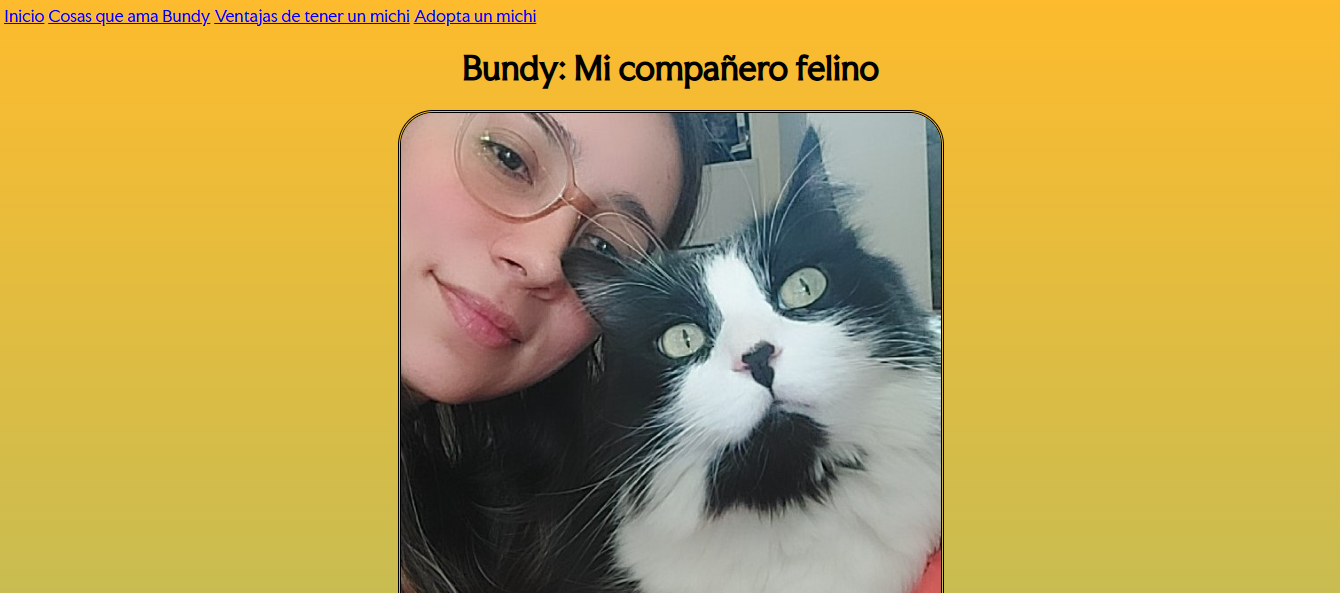 Inicio Cosas que ama Bundy Ventajas de tener un michi Adopta un michi
Bundy: Mi compañero felino